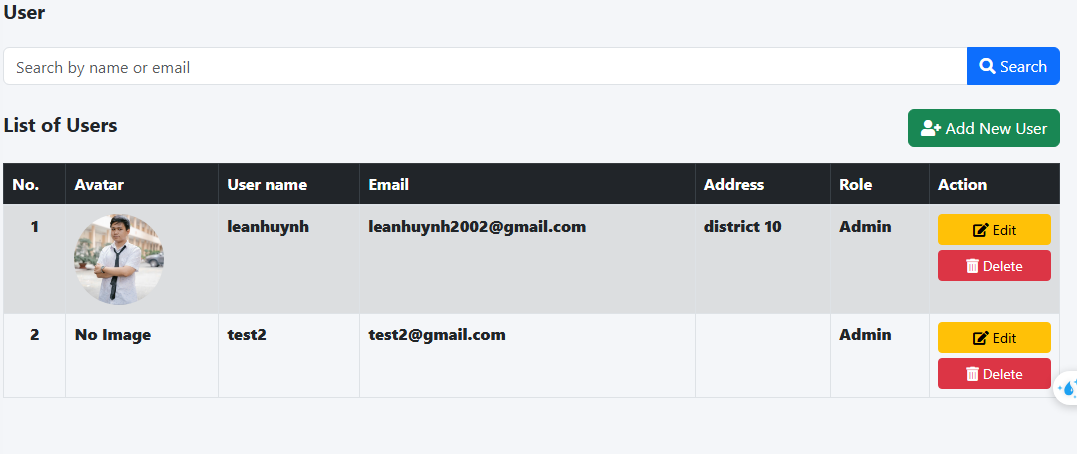 User
Search by name or email Search
List of Users Add New User
No. Avatar User name Email Address Role Action
1 leanhuynh leanhuynh2002@gmail.com district 10 Admin Edit
Delete
2 No Image test2 test2@gmail.com Admin Edit
Delete